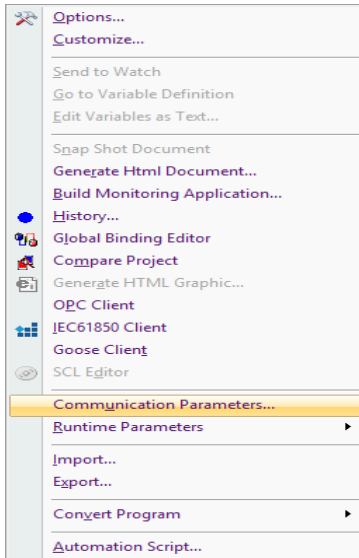 Options...
Customize...
Send to Watch
Go to Variable Definition
Edit Variables as Text...
Snap Shot Document
Generate Html Document...
Build Monitoring Application...
History...
Global Binding Editor
Compare Project
Generate HTML Graphic...
OPC Client
IEC61850 Client
Goose Client
SCL Editor
Communication Parameters...
Runtime Parameters
Import...
Export...
Convert Program
Automation Script...